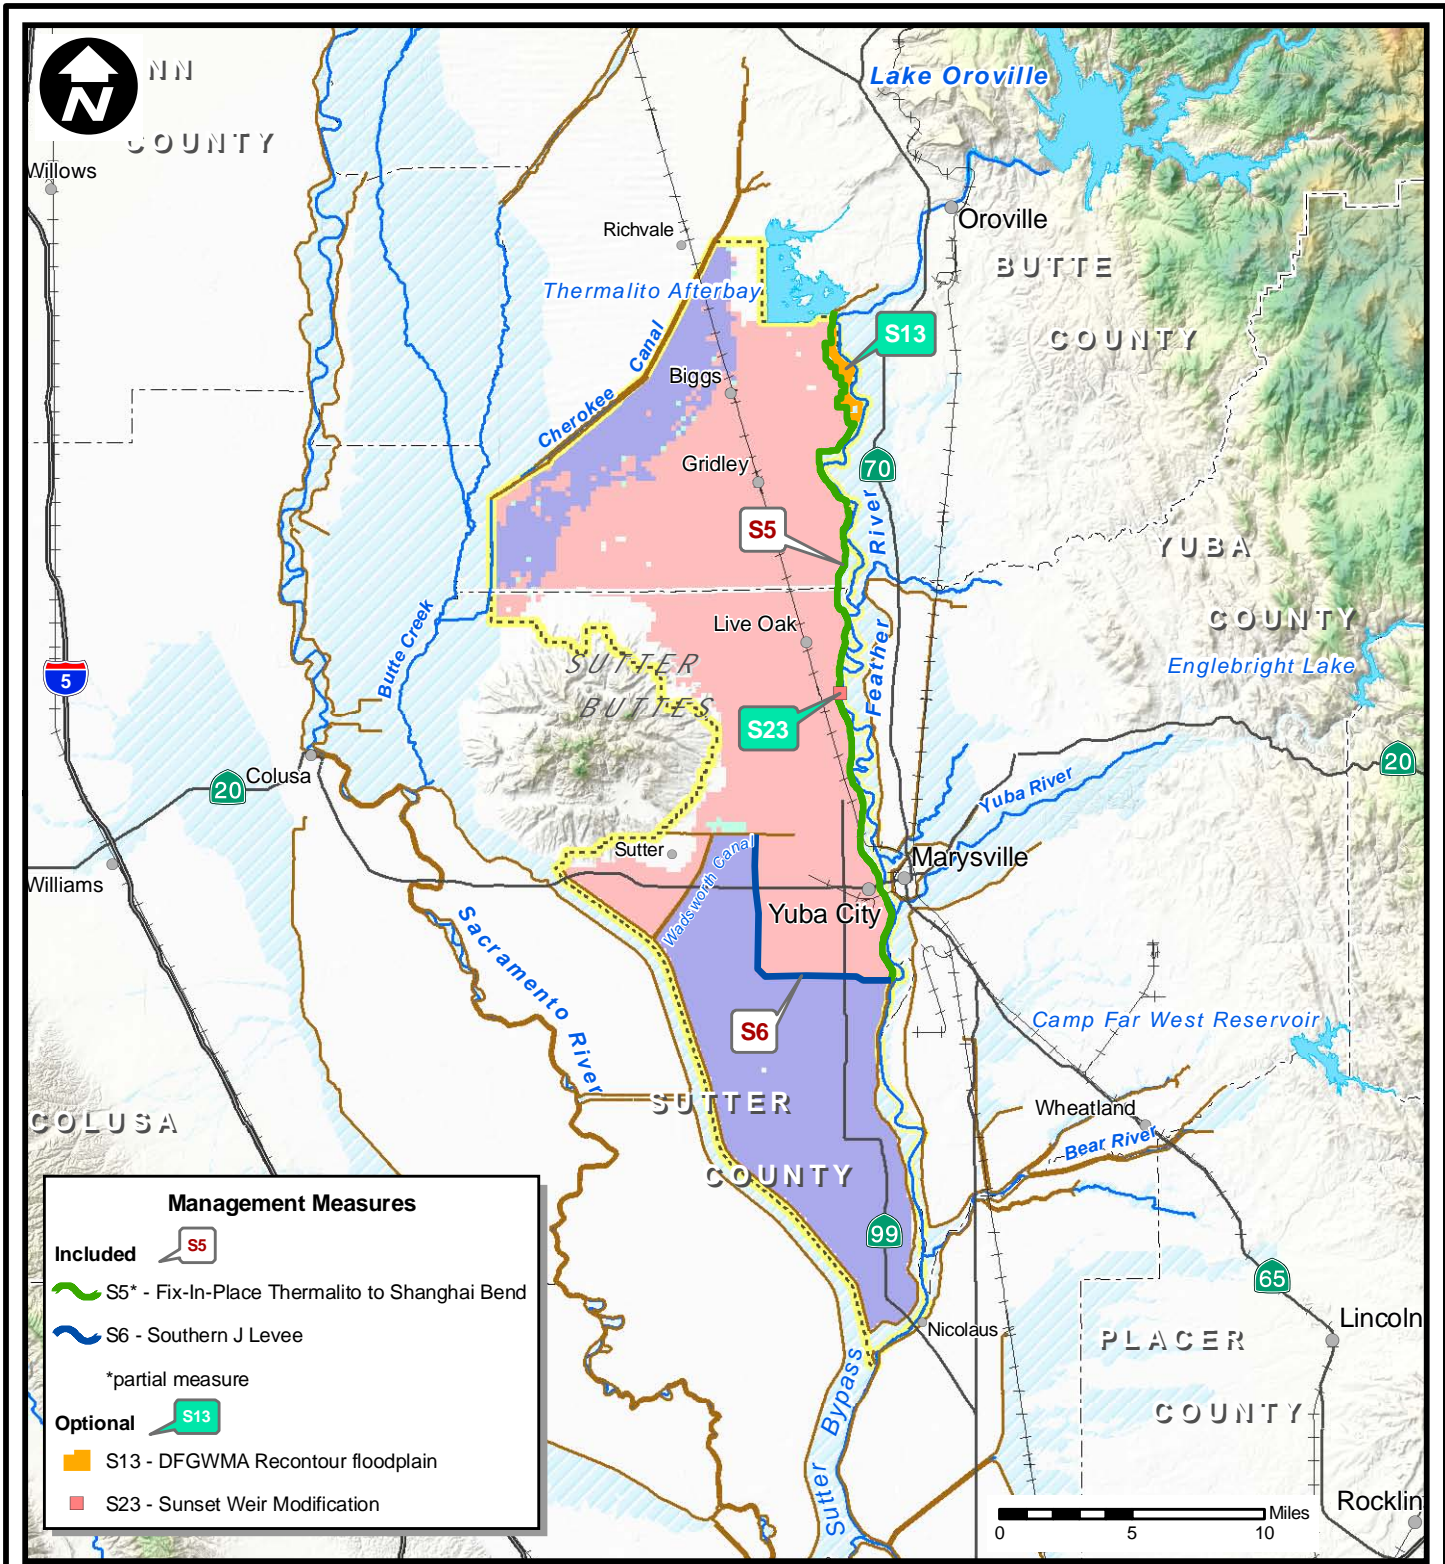 N
NN
COUNTY
Willows
Lake Oroville
Oroville
Richvale
BUTTE
COUNTY
Thermalito Afterbay
S13
Cherokee Canal
Biggs
Gridley
70
S5
Feather River
YUBA
COUNTY
Englebright Lake
Live Oak
Butte Creek
SUTTER
BUTTES
5
S23
20
Colusa
20
Yuba River
Sutter
Wadsworth Canal
Marysville
Williams
Yuba City
Sacramento River
S6
Camp Far West Reservoir
SUTTER
COUNTY
COLUSA
Wheatland
Bear River
99
65
Nicolaus
Lincoln
PLACER
COUNTY
Sutter Bypass
Rocklin
Management Measures
Included
S5
S5* - Fix-In-Place Thermalito to Shanghai Bend
S6 - Southern J Levee
*partial measure
Optional
S13
S13 - DFGWMA Recontour floodplain
S23 - Sunset Weir Modification
Miles
0 5 10